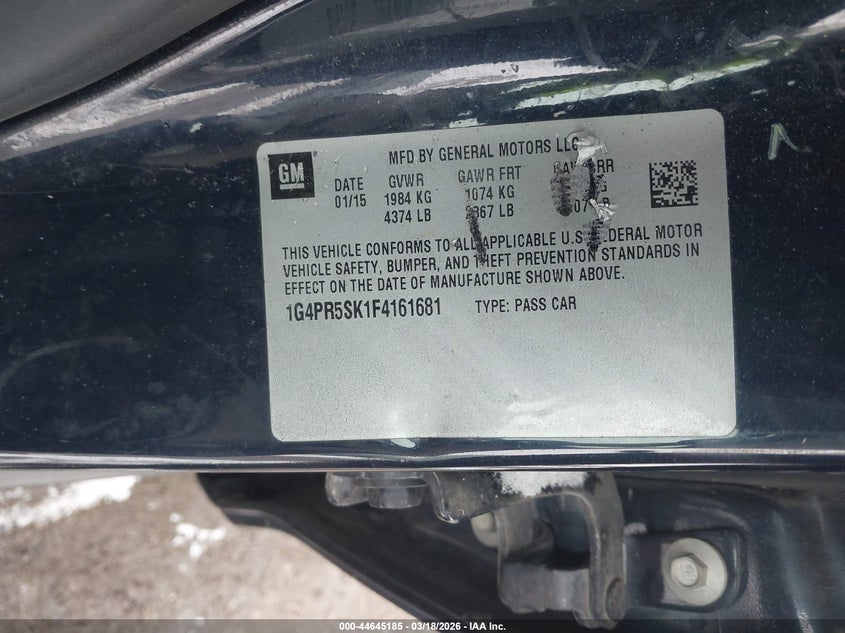 GM
MFD BY GENERAL MOTORS LLC
DATE GVWR GAWR FRT RR
01/15 1984 KG 1074 KG
4374 LB LB
THIS VEHICLE CONFORMS TO ALL APPLICABLE U.S. FEDERAL MOTOR
VEHICLE SAFETY, BUMPER, AND THEFT PREVENTION STANDARDS IN
EFFECT ON THE DATE OF MANUFACTURE SHOWN ABOVE.
1G4PR5SK1F4161681 TYPE: PASS CAR
000-44645185 - 03/18/2026 - IAA Inc.